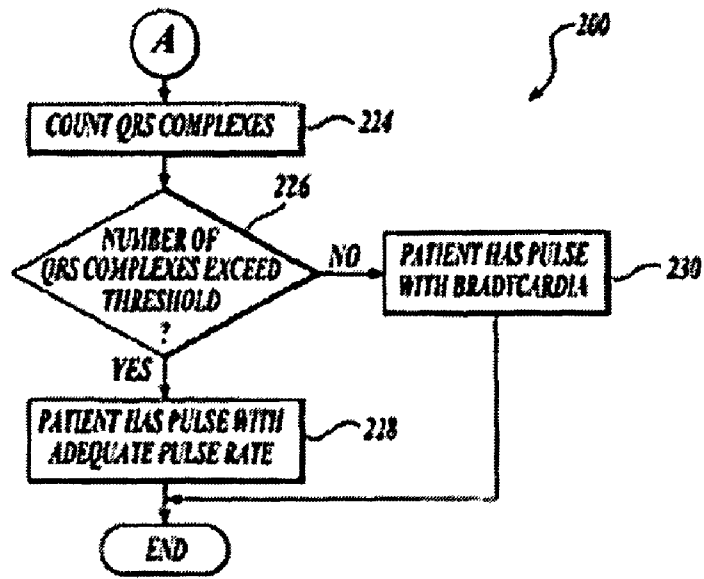 A
200
COUNT QRS COMPLEXES
224
226
NUMBER OF
QRS COMPLEXES EXCEED
THRESHOLD
?
NO
PATIENT HAS PULSE
WITH BRADYCARDIA
230
YES
PATIENT HAS PULSE WITH
ADEQUATE PULSE RATE
228
END